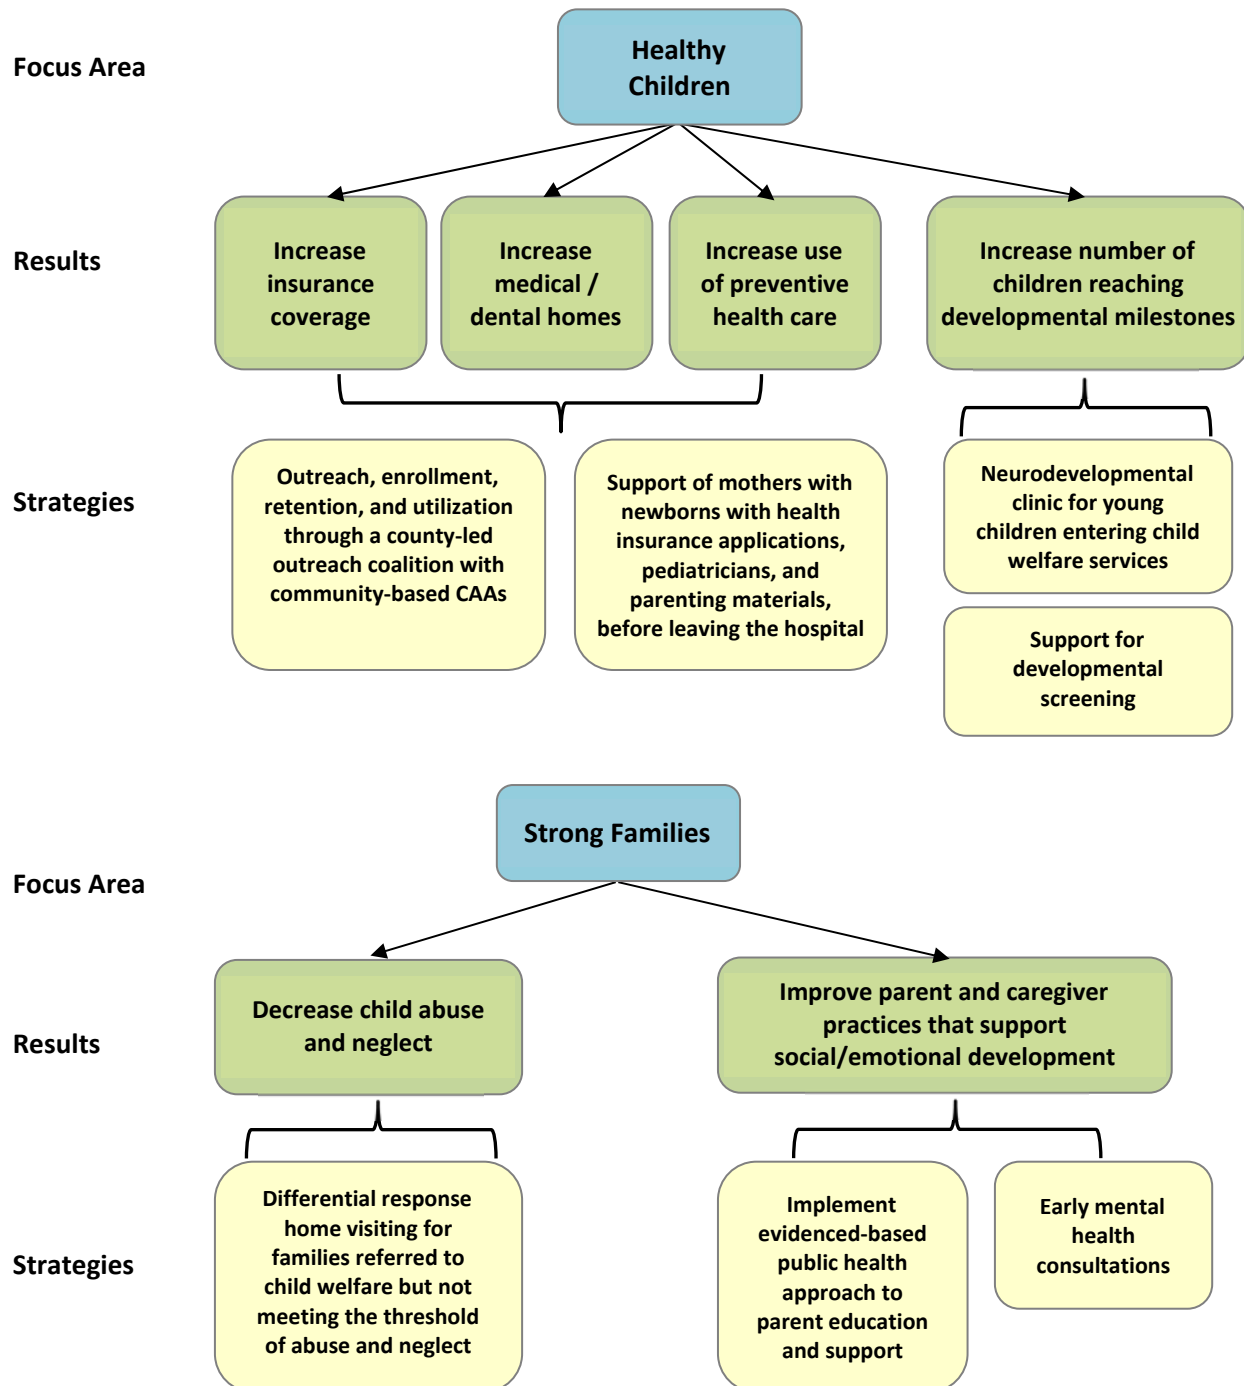 Focus Area
Healthy
Children
Results
Increase
insurance
coverage
Increase
medical /
dental homes
Increase use
of preventive
health care
Increase number of
children reaching
developmental milestones
Strategies
Outreach, enrollment,
retention, and utilization
through a county-led
outreach coalition with
community-based CAAs
Support of mothers with
newborns with health
insurance applications,
pediatricians, and
parenting materials,
before leaving the hospital
Neurodevelopmental
clinic for young
children entering child
welfare services
Support for
developmental
screening
Strong Families
Focus Area
Results
Decrease child abuse
and neglect
Improve parent and caregiver
practices that support
social/emotional development
Strategies
Differential response
home visiting for
families referred to
child welfare but not
meeting the threshold
of abuse and neglect
Implement
evidenced-based
public health
approach to
parent education
and support
Early mental
health
consultations